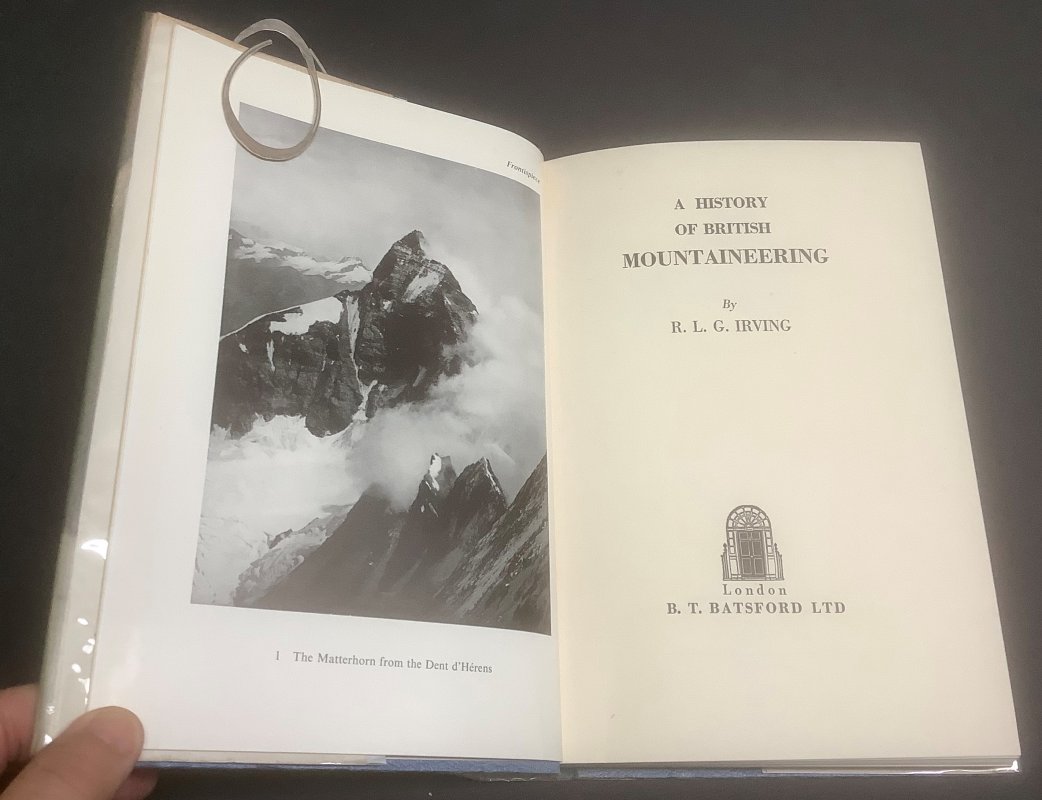 Frontispiece
1 The Matterhorn from the Dent d'Hérens
A HISTORY
OF BRITISH
MOUNTAINEERING
By
R. L. G. IRVING
London
B. T. BATSFORD LTD